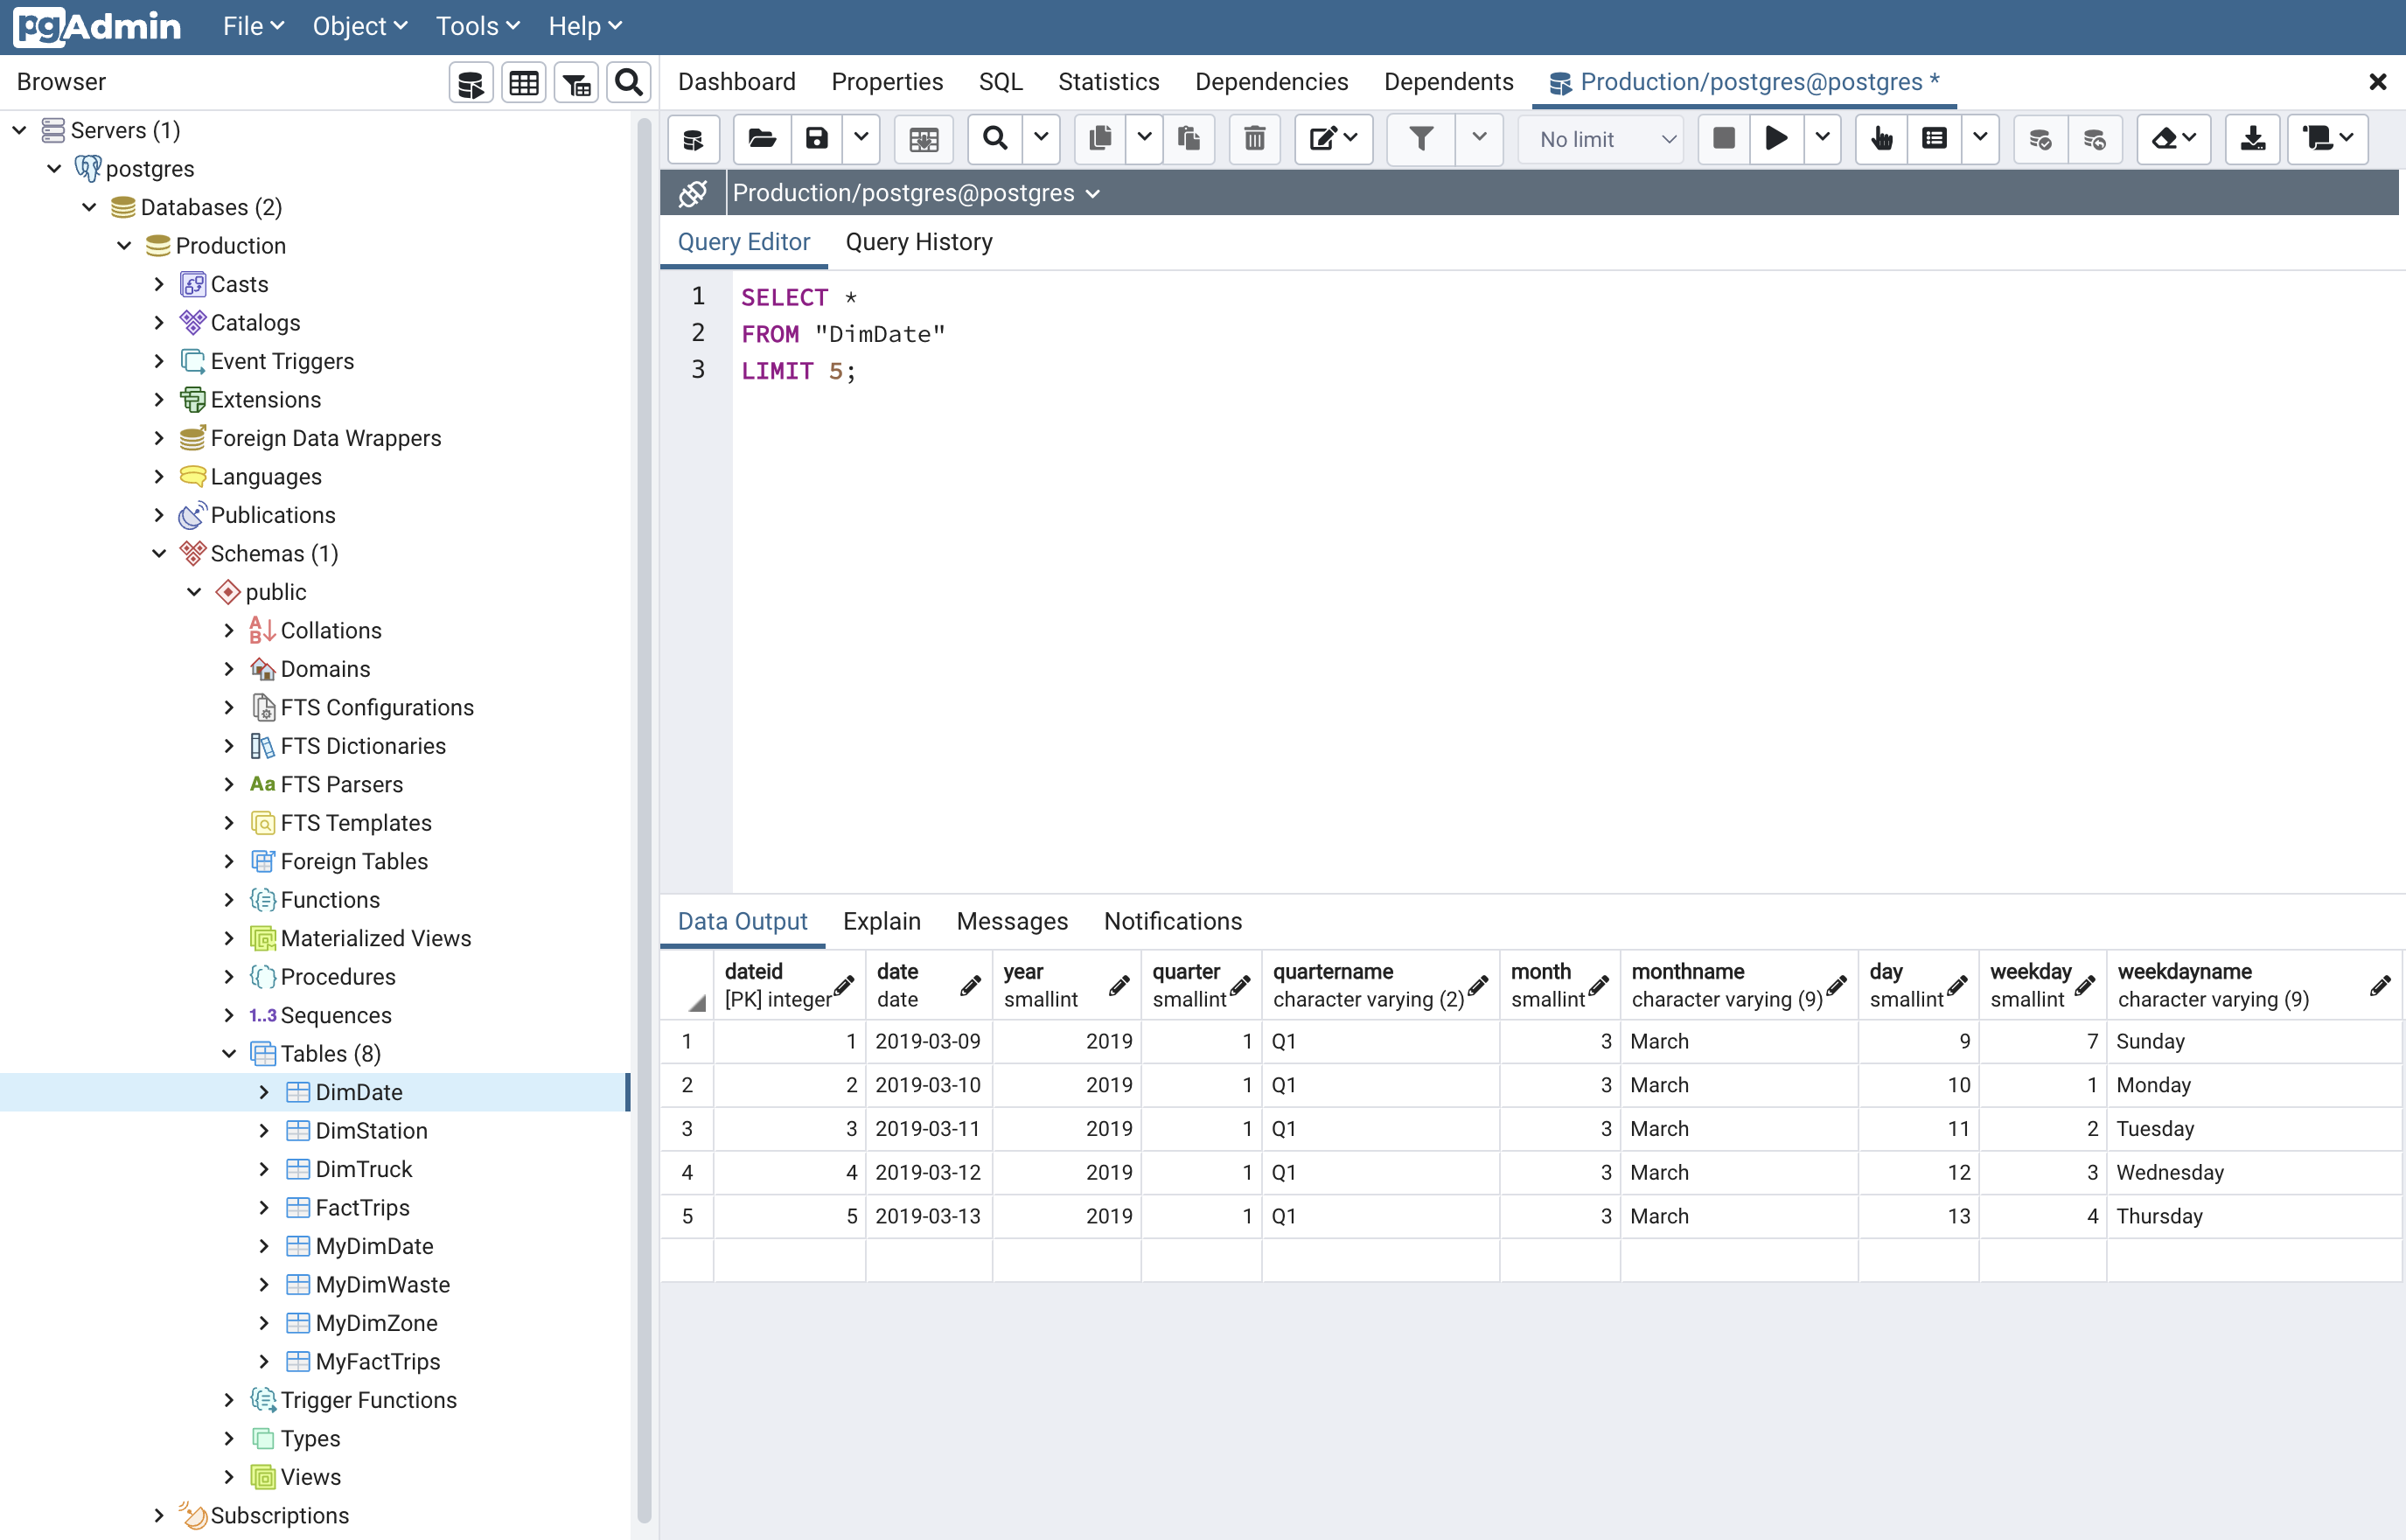 pgAdmin File Object Tools Help
Browser
Dashboard Properties SQL Statistics Dependencies Dependents Production/postgres@postgres *
No limit
Production/postgres@postgres
Query Editor Query History
1 SELECT *
2 FROM "DimDate"
3 LIMIT 5;
Servers (1)
postgres
Databases (2)
Production
Casts
Catalogs
Event Triggers
Extensions
Foreign Data Wrappers
Languages
Publications
Schemas (1)
public
Collations
Domains
FTS Configurations
FTS Dictionaries
Aa FTS Parsers
FTS Templates
Foreign Tables
Functions
Materialized Views
Procedures
1..3 Sequences
Tables (8)
DimDate
DimStation
DimTruck
FactTrips
MyDimDate
MyDimWaste
MyDimZone
MyFactTrips
Trigger Functions
Types
Views
Subscriptions
Data Output Explain Messages Notifications
dateid date year quarter quartername month monthname day weekday weekdayname
[PK] integer date smallint smallint character varying (2) smallint character varying (9) smallint smallint character varying (9)
1 1 2019-03-09 2019 1 Q1 3 March 9 7 Sunday
2 2 2019-03-10 2019 1 Q1 3 March 10 1 Monday
3 3 2019-03-11 2019 1 Q1 3 March 11 2 Tuesday
4 4 2019-03-12 2019 1 Q1 3 March 12 3 Wednesday
5 5 2019-03-13 2019 1 Q1 3 March 13 4 Thursday